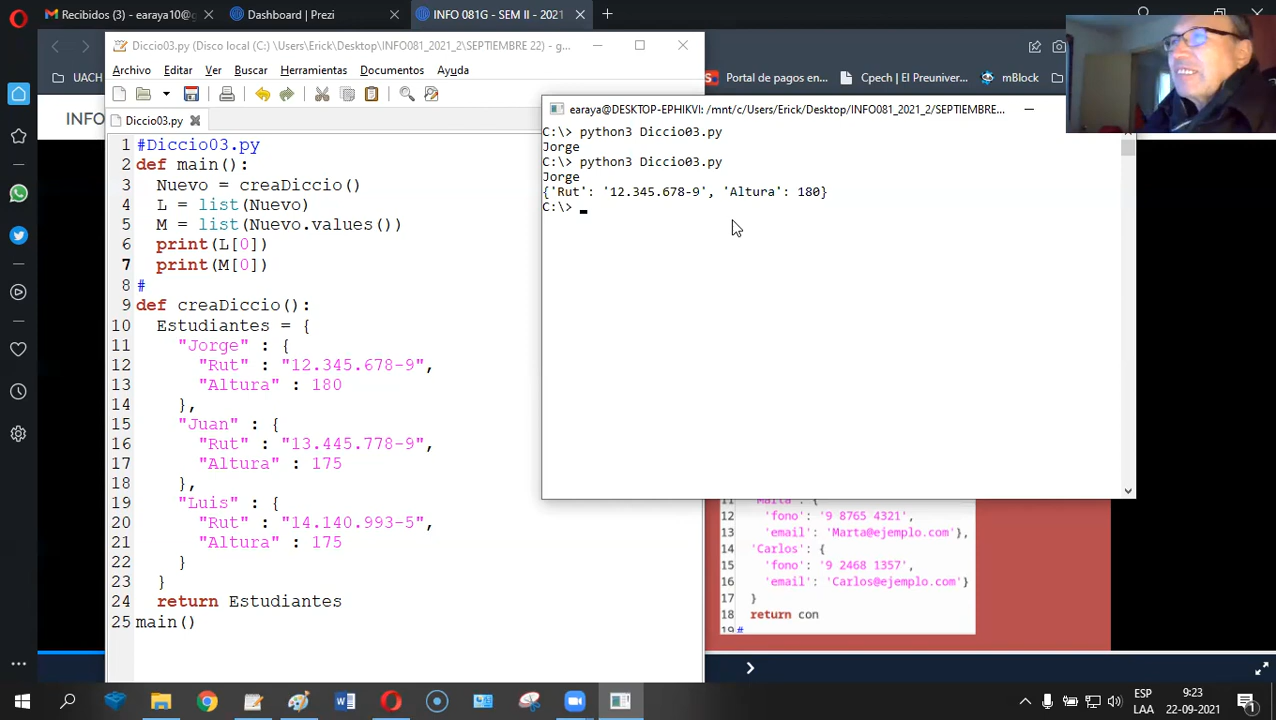 Recibidos (3) - earaya10@g
Dashboard | Prezi
INFO 081G - SEM II - 2021
Diccio03.py (Disco local (C:) \Users\Erick\Desktop\INFO081_2021_2\SEPTIEMBRE 22) - g...
UACH
Portal de pagos en...
Cpech | El Preuniver...
mBlock
Archivo Editar Ver Buscar Herramientas Documentos Ayuda
INFO
Diccio03.py
1 #Diccio03.py
2 def main():
3 Nuevo = creaDiccio()
4 L = list(Nuevo)
5 M = list(Nuevo.values())
6 print(L[0])
7 print(M[0])
8 #
9 def creaDiccio():
10 Estudiantes = {
11 "Jorge" : {
12 "Rut" : "12.345.678-9",
13 "Altura" : 180
14 },
15 "Juan" : {
16 "Rut" : "13.445.778-9",
17 "Altura" : 175
18 },
19 "Luis" : {
20 "Rut" : "14.140.993-5",
21 "Altura" : 175
22 }
23 }
24 return Estudiantes
25 main()
earaya@DESKTOP-EPHIKVI: /mnt/c/Users/Erick/Desktop/INFO081_2021_2/SEPTIEMBRE...
C:\> python3 Diccio03.py
Jorge
C:\> python3 Diccio03.py
Jorge
{'Rut': '12.345.678-9', 'Altura': 180}
C:\>
11 'Marta': {
12 'fono': '9 8765 4321',
13 'email': 'Marta@ejemplo.com'},
14 'Carlos': {
15 'fono': '9 2468 1357',
16 'email': 'Carlos@ejemplo.com'}
17 }
18 return con
19 #
ESP
LAA
9:23
22-09-2021
1